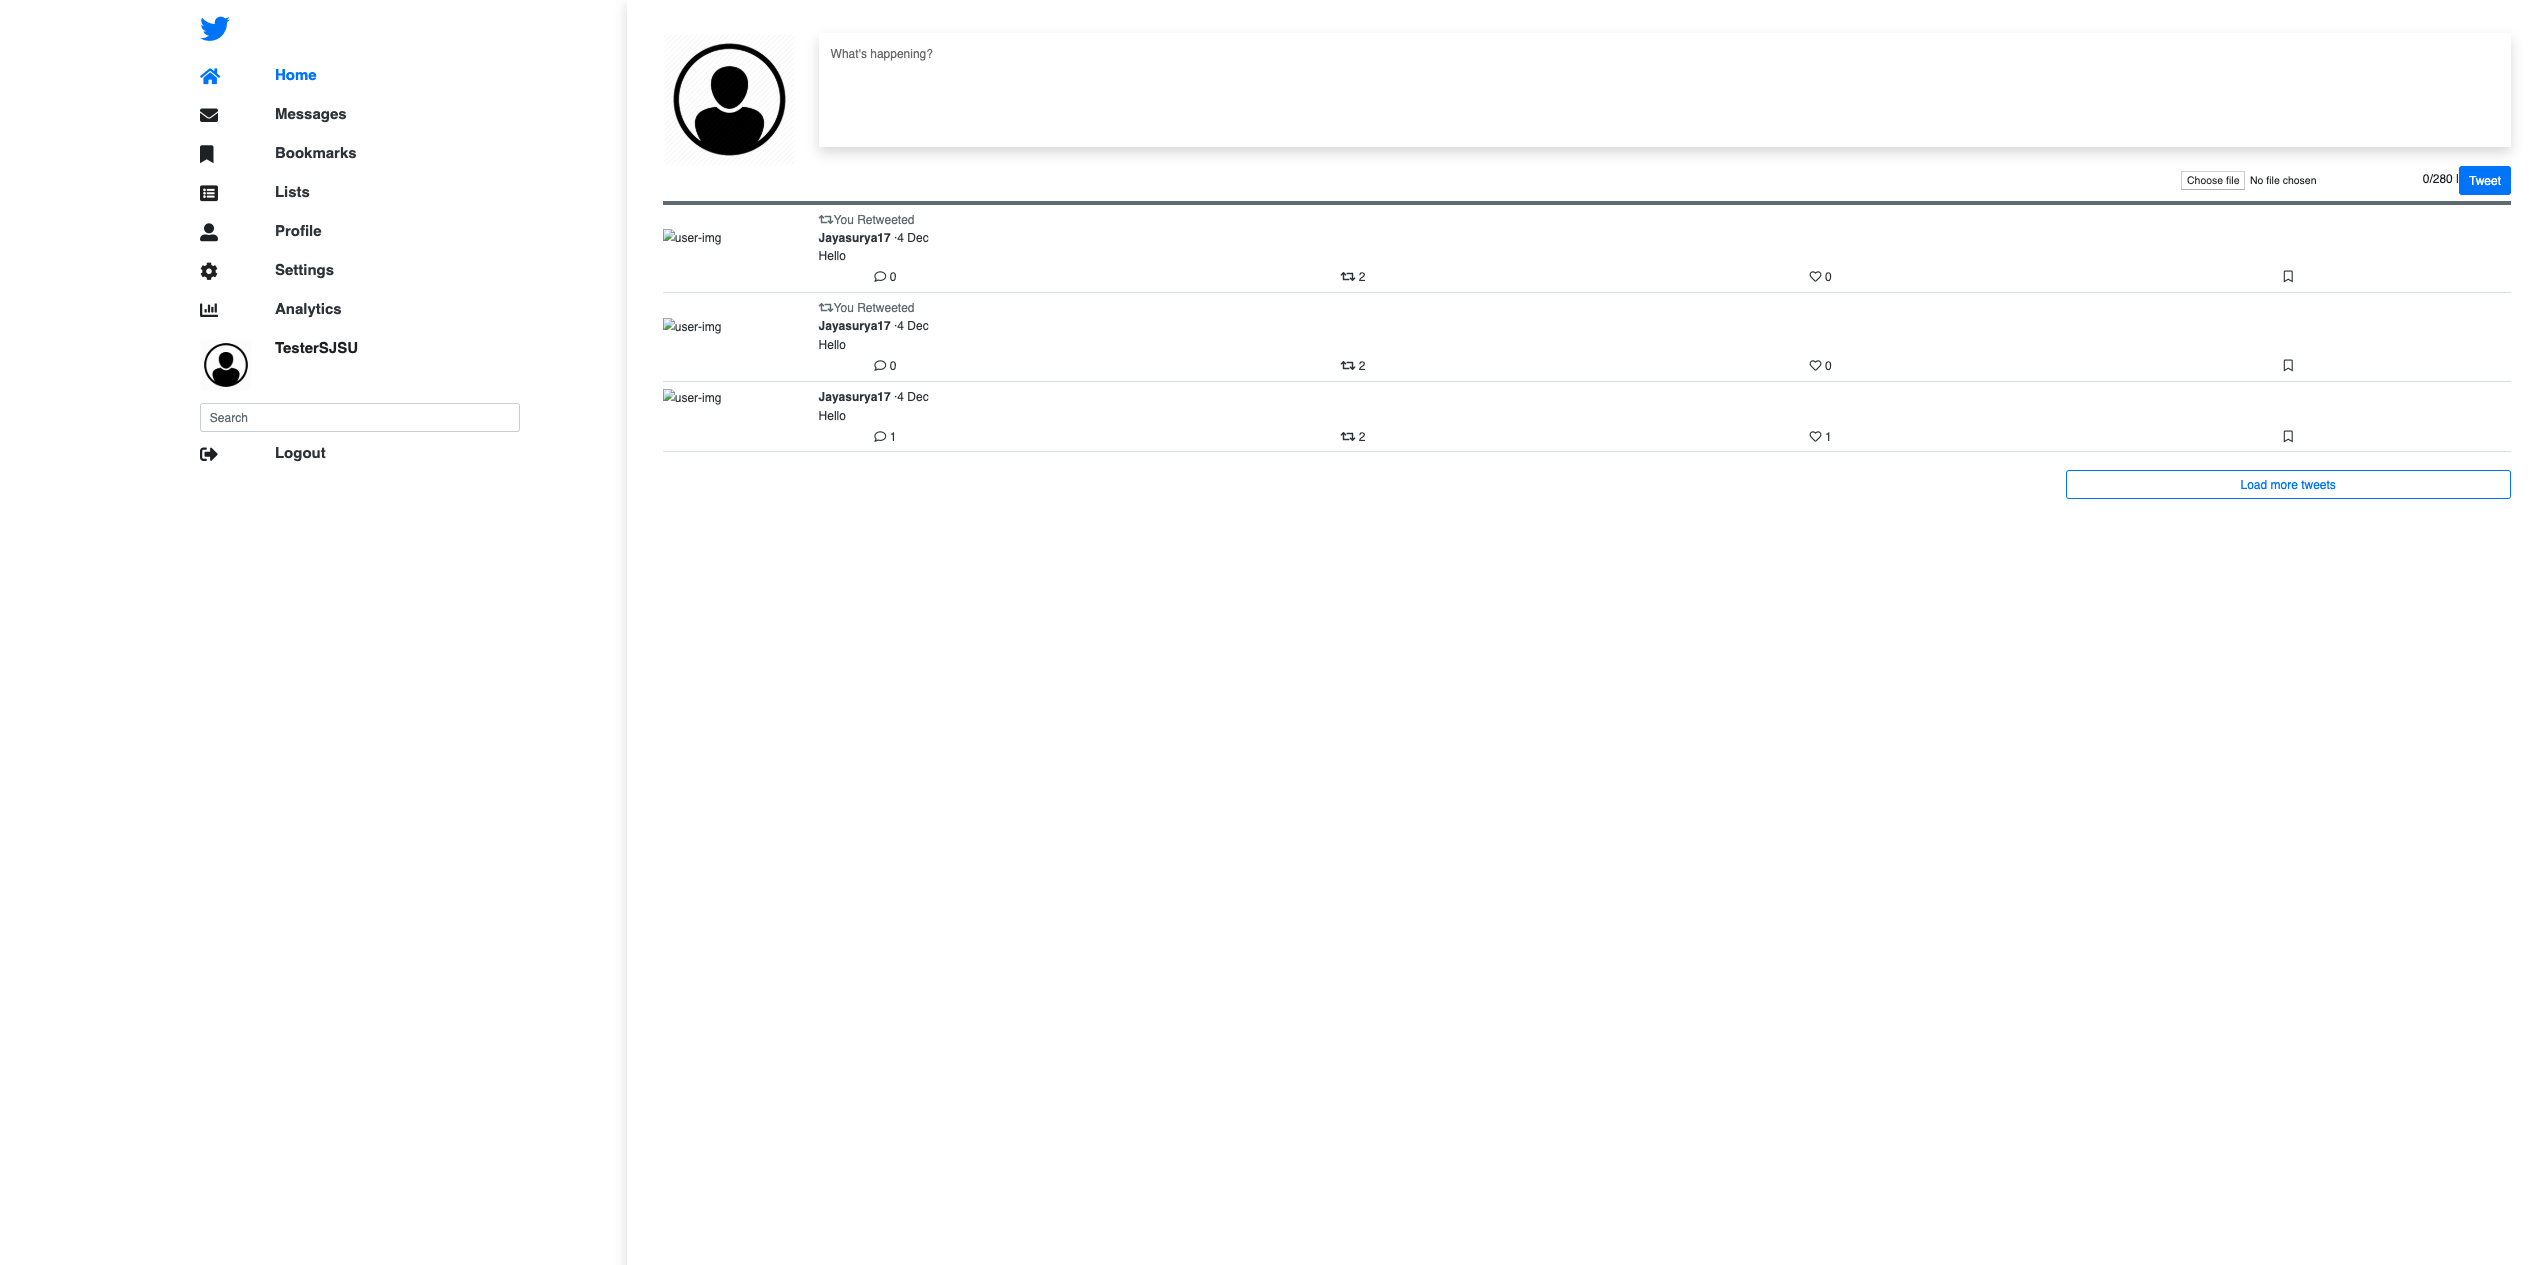 Home
Messages
Bookmarks
Lists
Profile
Settings
Analytics
TesterSJSU
Search
Logout
What's happening?
Choose file No file chosen
0/280
Tweet
You Retweeted
user-img
Jayasurya17 ·4 Dec
Hello
0 2 0
You Retweeted
user-img
Jayasurya17 ·4 Dec
Hello
0 2 0
user-img
Jayasurya17 ·4 Dec
Hello
1 2 1
Load more tweets